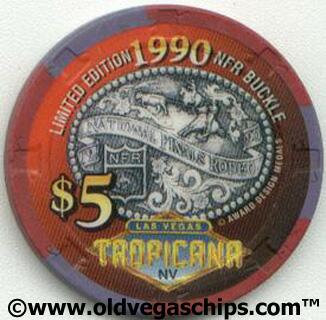 LIMITED EDITION 1990 NFR BUCKLE
NATIONAL FINALS RODEO
NFR
$5
© AWARD DESIGN MEDALS
LAS VEGAS
TROPICANA
NV
©www.oldvegaschips.com™